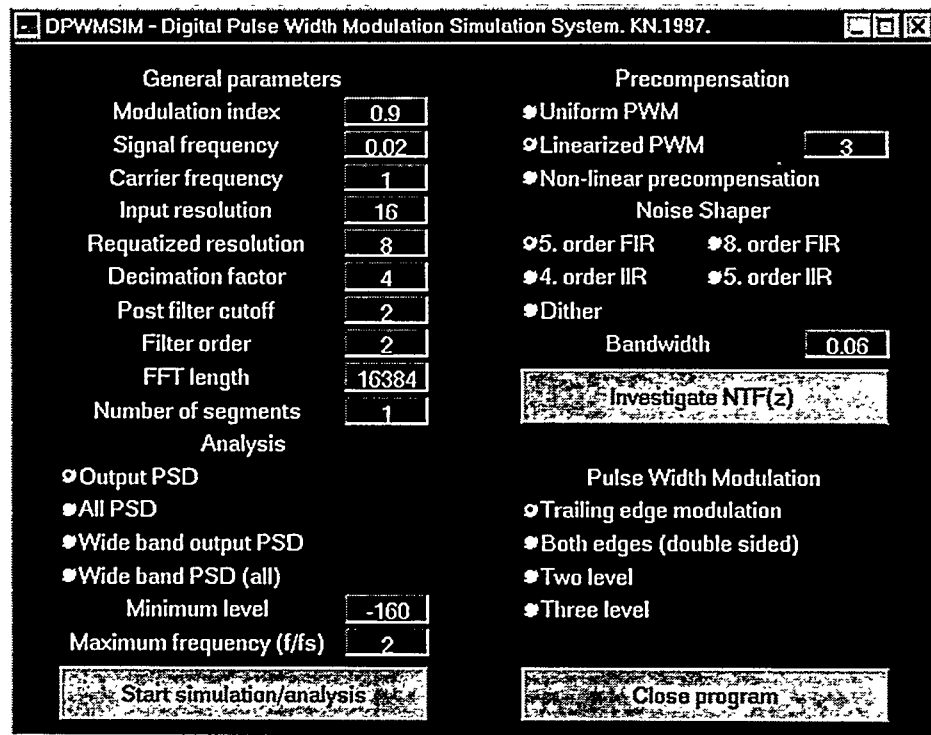 DPWMSIM - Digital Pulse Width Modulation Simulation System. KN.1997.
General parameters
Modulation index 0.9
Signal frequency 0.02
Carrier frequency 1
Input resolution 16
Requatized resolution 8
Decimation factor 4
Post filter cutoff 2
Filter order 2
FFT length 16384
Number of segments 1
Analysis
Output PSD
All PSD
Wide band output PSD
Wide band PSD (all)
Minimum level -160
Maximum frequency (f/fs) 2
Start simulation/analysis
Precompensation
Uniform PWM
Linearized PWM 3
Non-linear precompensation
Noise Shaper
5. order FIR 8. order FIR
4. order IIR 5. order IIR
Dither
Bandwidth 0.06
Investigate NTF(z)
Pulse Width Modulation
Trailing edge modulation
Both edges (double sided)
Two level
Three level
Close program